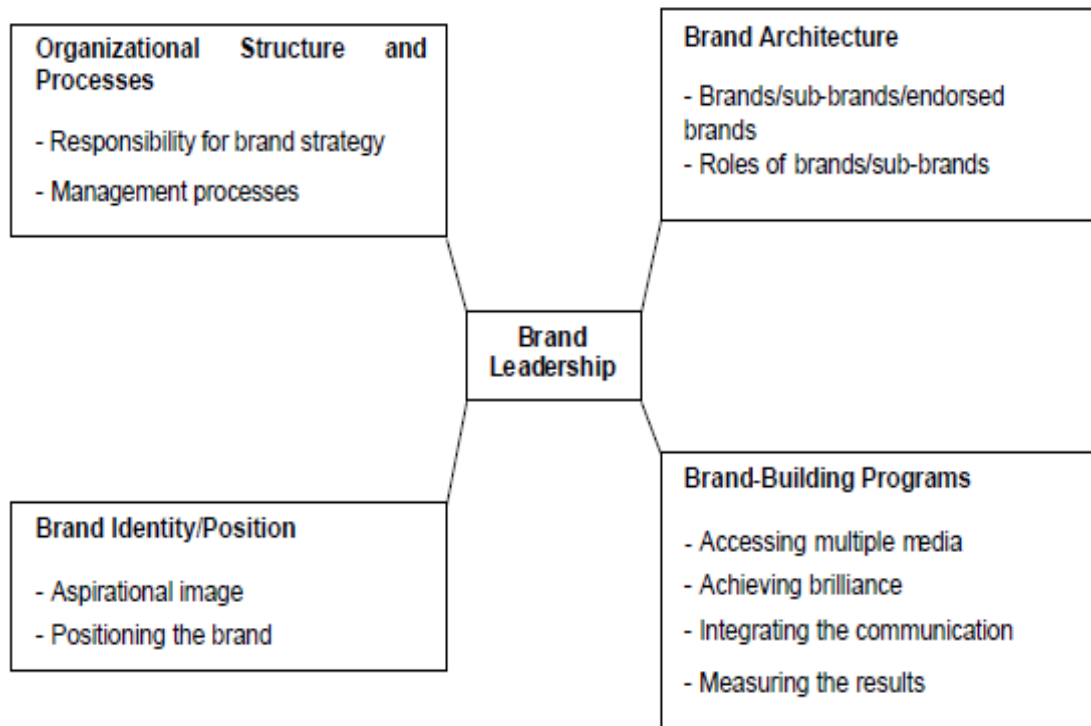 Organizational Structure and
Processes
- Responsibility for brand strategy
- Management processes
Brand Architecture
- Brands/sub-brands/endorsed
brands
- Roles of brands/sub-brands
Brand
Leadership
Brand Identity/Position
- Aspirational image
- Positioning the brand
Brand-Building Programs
- Accessing multiple media
- Achieving brilliance
- Integrating the communication
- Measuring the results